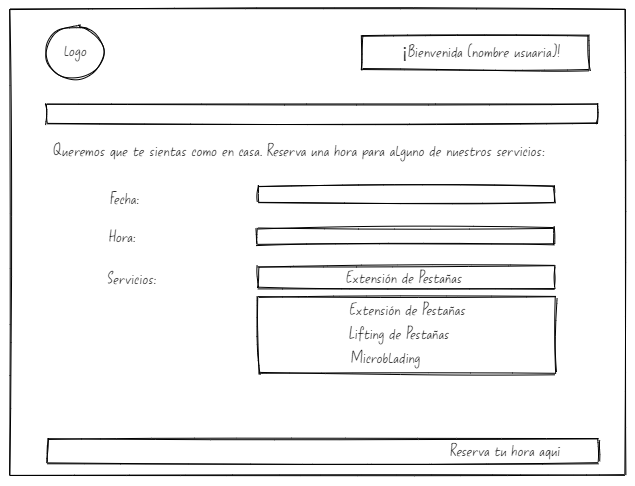 Logo
¡Bienvenida (nombre usuaria)!
Queremos que te sientas como en casa. Reserva una hora para alguno de nuestros servicios:
Fecha:
Hora:
Servicios:
Extensión de Pestañas
Extensión de Pestañas
Lifting de Pestañas
Microblading
Reserva tu hora aqui